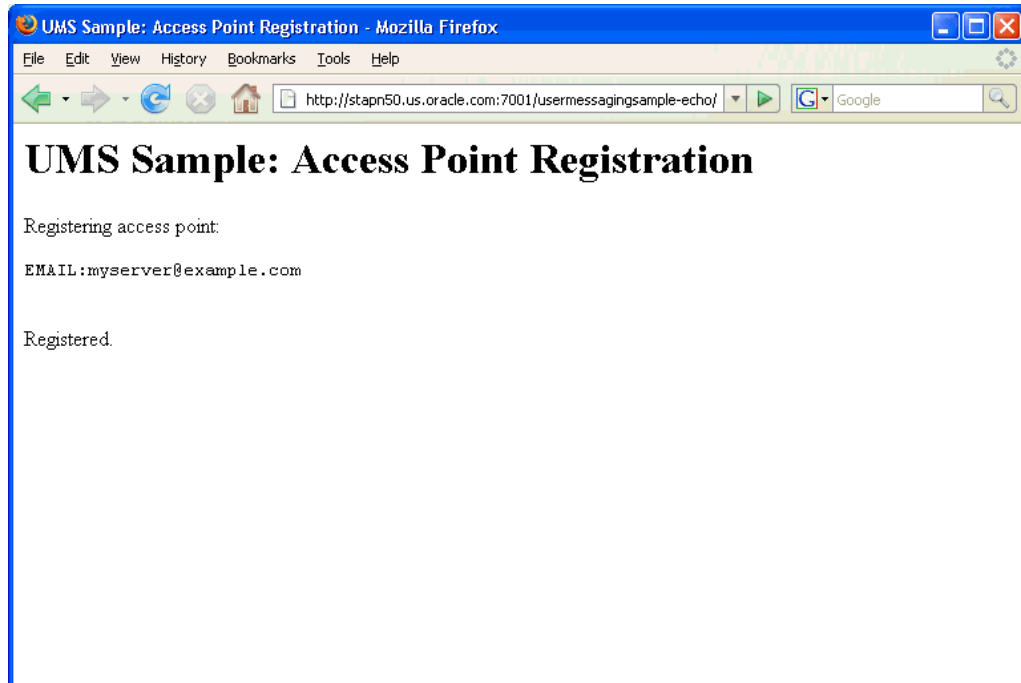 UMS Sample: Access Point Registration - Mozilla Firefox
File Edit View History Bookmarks Tools Help
http://stapn50.us.oracle.com:7001/usermessagingsample-echo/ G Google
UMS Sample: Access Point Registration
Registering access point:
EMAIL:myserver@example.com
Registered.